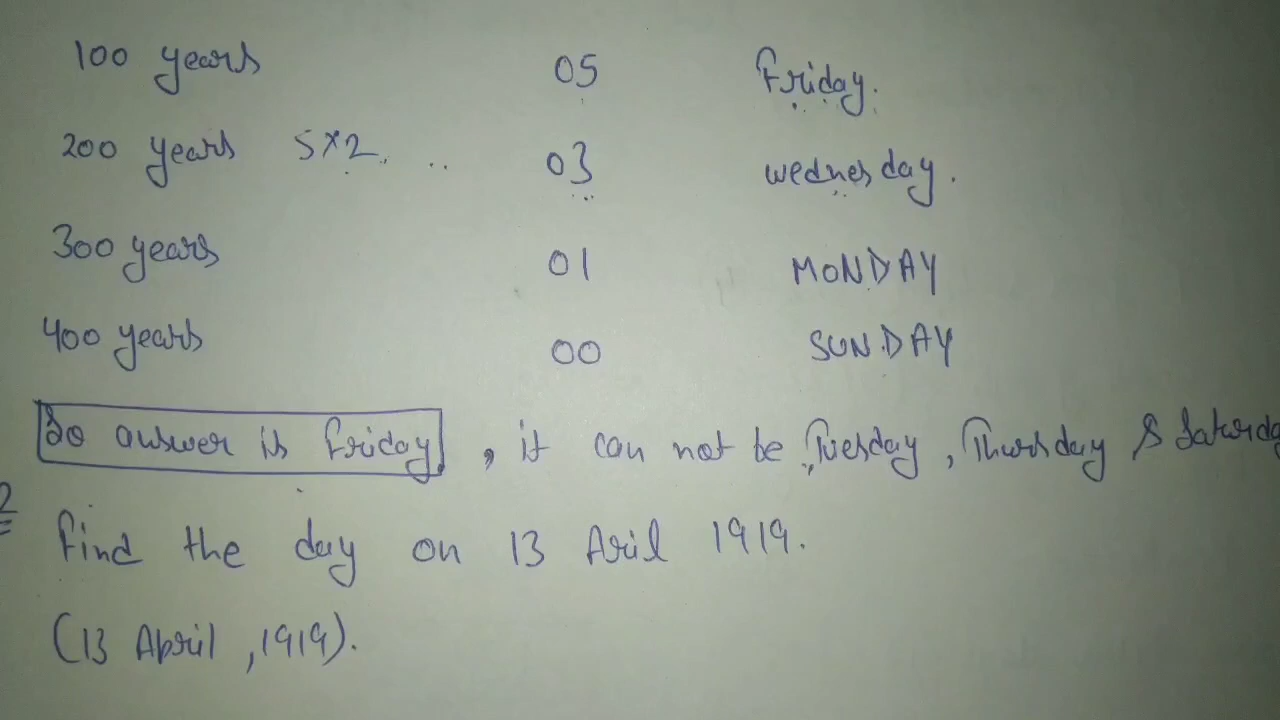 100 years 05 Friday.
200 years 5×2. .. 03 Wednesday.
300 years 01 MONDAY
400 years 00 SUNDAY
So answer is Friday, it can not be Tuesday, Thursday & Saturda
2 Find the day on 13 Aril 1919.
(13 April, 1919).